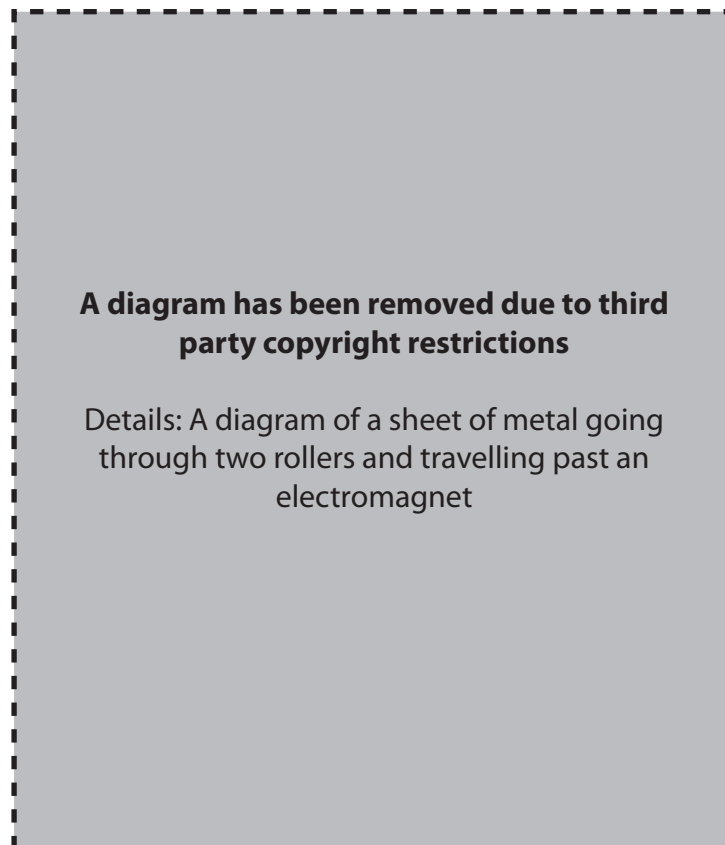 A diagram has been removed due to third
party copyright restrictions
Details: A diagram of a sheet of metal going
through two rollers and travelling past an
electromagnet